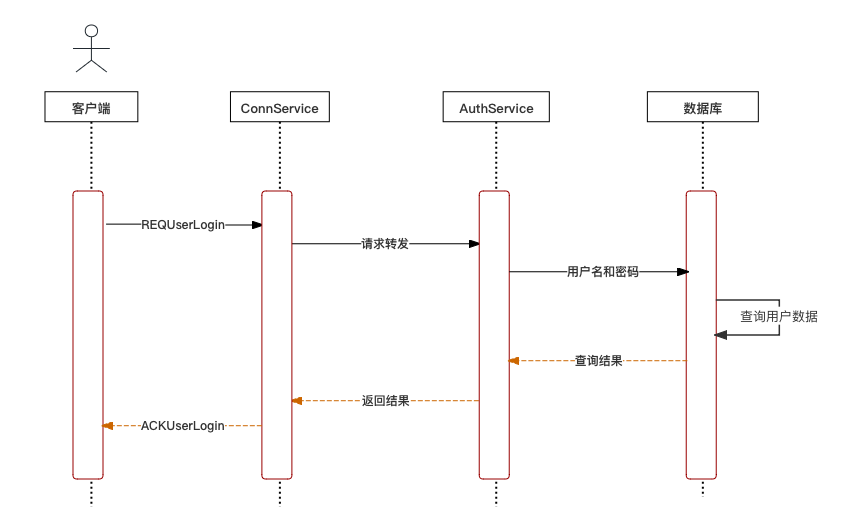 客户端
ConnService
AuthService
数据库
REQUserLogin
请求转发
用户名和密码
查询用户数据
查询结果
返回结果
ACKUserLogin